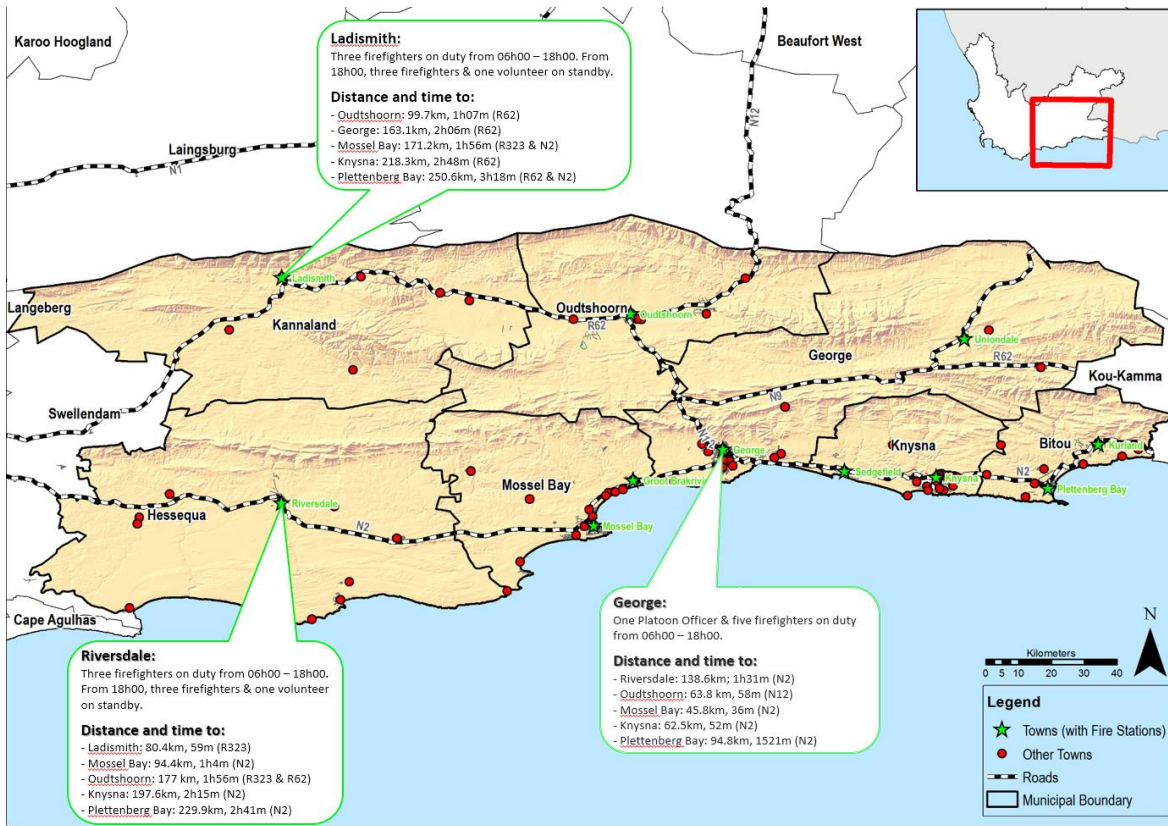 Karoo Hoogland
Beaufort West
Laingsburg
N1
N12
Ladismith:
Three firefighters on duty from 06h00 – 18h00. From
18h00, three firefighters & one volunteer on standby.
Distance and time to:
- Oudtshoorn: 99.7km, 1h07m (R62)
- George: 163.1km, 2h06m (R62)
- Mossel Bay: 171.2km, 1h56m (R323 & N2)
- Knysna: 218.3km, 2h48m (R62)
- Plettenberg Bay: 250.6km, 3h18m (R62 & N2)
Ladismith
Langeberg
Kannaland
Oudtshoorn
Oudtshoorn
R62
Uniondale
George
R62
Kou-Kamma
Swellendam
N9
N12
George
Knysna
Bitou
Kurland
Sedgefield
Knysna
N2
Plettenberg Bay
Groot Brakrivi
Mossel Bay
Mossel Bay
Riversdale
Hessequa
N2
Cape Agulhas
Riversdale:
Three firefighters on duty from 06h00 – 18h00.
From 18h00, three firefighters & one volunteer
on standby.
Distance and time to:
- Ladismith: 80.4km, 59m (R323)
- Mossel Bay: 94.4km, 1h4m (N2)
- Oudtshoorn: 177 km, 1h56m (R323 & R62)
- Knysna: 197.6km, 2h15m (N2)
- Plettenberg Bay: 229.9km, 2h41m (N2)
George:
One Platoon Officer & five firefighters on duty
from 06h00 – 18h00.
Distance and time to:
- Riversdale: 138.6km; 1h31m (N2)
- Oudtshoorn: 63.8 km, 58m (N12)
- Mossel Bay: 45.8km, 36m (N2)
- Knysna: 62.5km, 52m (N2)
- Plettenberg Bay: 94.8km, 1521m (N2)
N
Kilometers
0 5 10 20 30 40
Legend
Towns (with Fire Stations)
Other Towns
Roads
Municipal Boundary